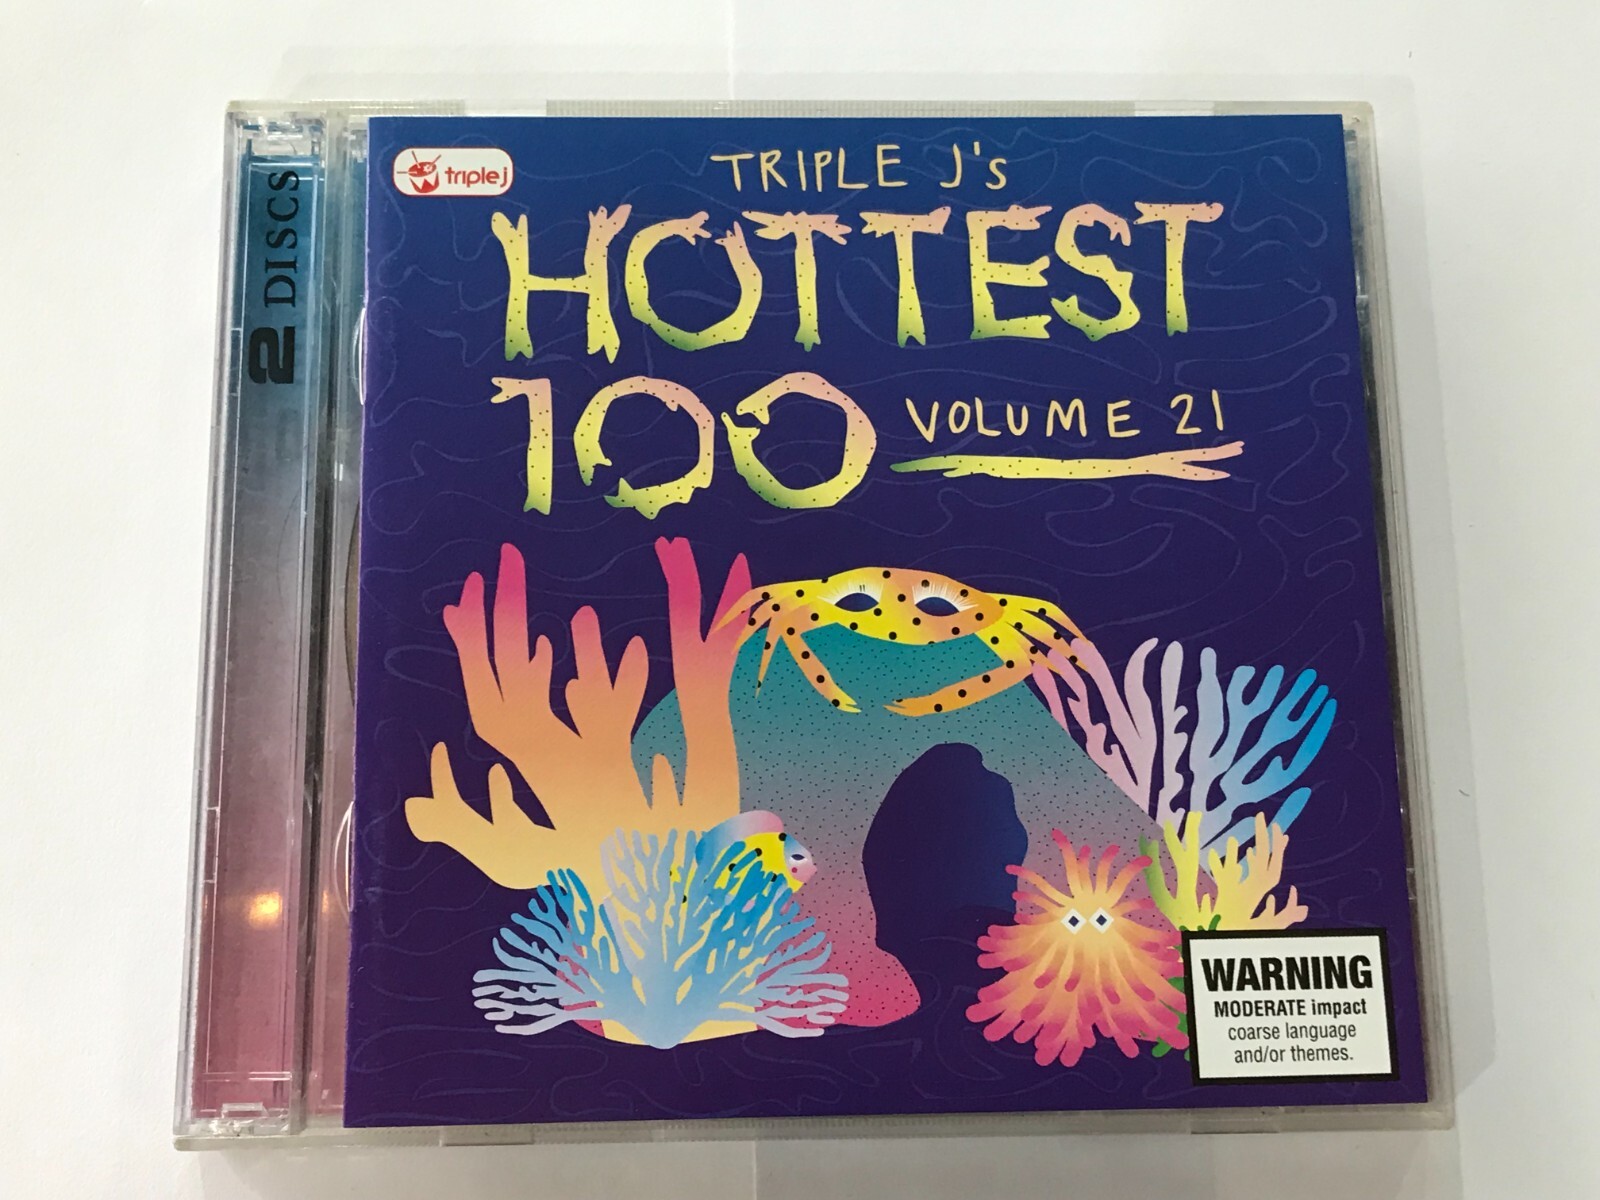 triple j
TRIPLE J's
HOTTEST
100 VOLUME 21
2 DISCS
WARNING
MODERATE impact
coarse language
and/or themes.